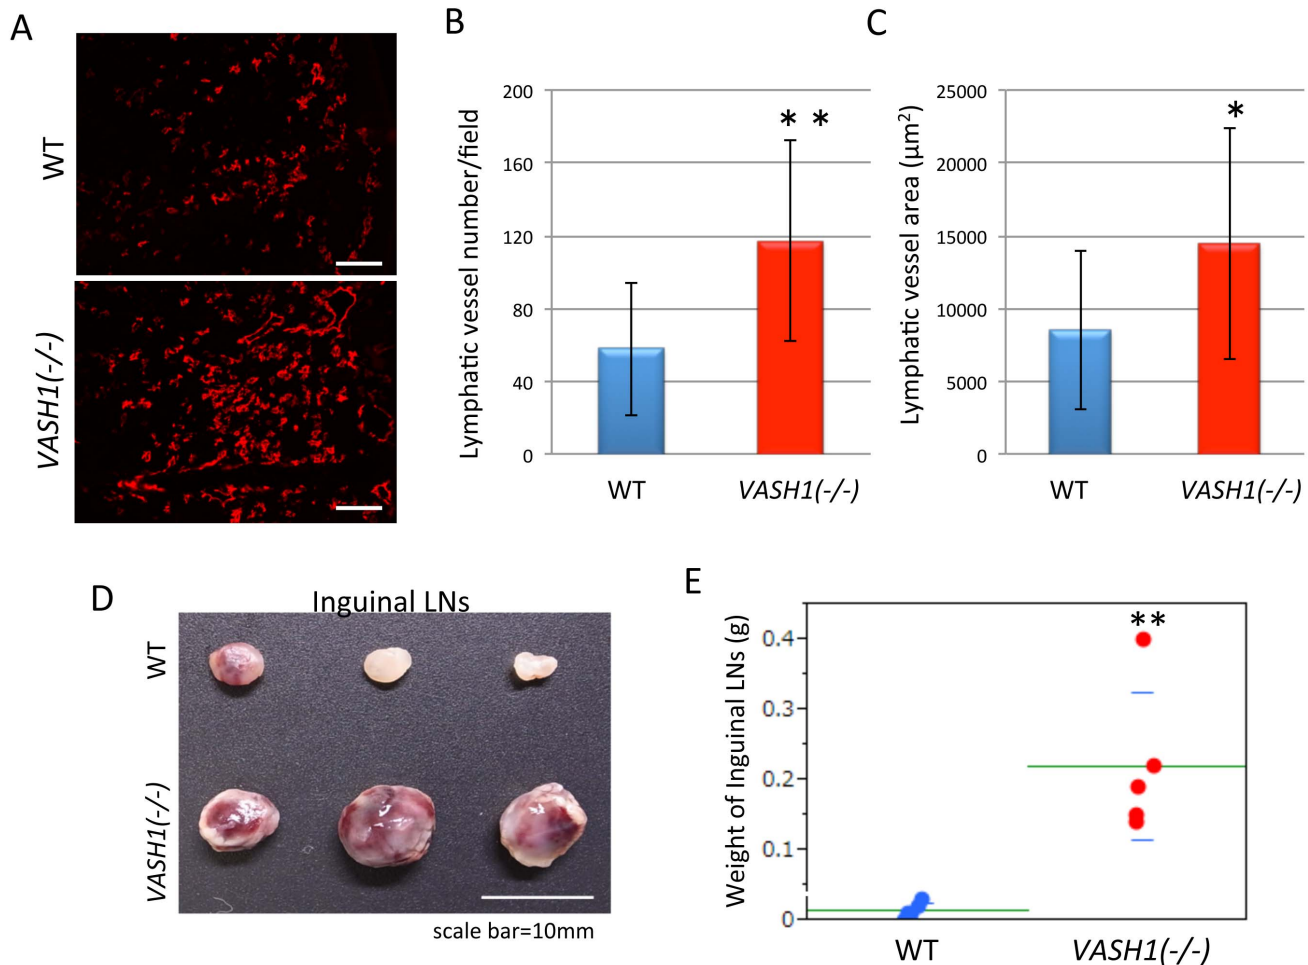 A
WT
VASH1(-/-)
B
Lymphatic vessel number/field
200
160
120
80
40
0
* *
WT
VASH1(-/-)
C
Lymphatic vessel area (µm²)
25000
20000
15000
10000
5000
0
*
WT
VASH1(-/-)
D
Inguinal LNs
WT
VASH1(-/-)
scale bar=10mm
E
Weight of Inguinal LNs (g)
0.4
0.3
0.2
0.1
0
**
WT
VASH1(-/-)